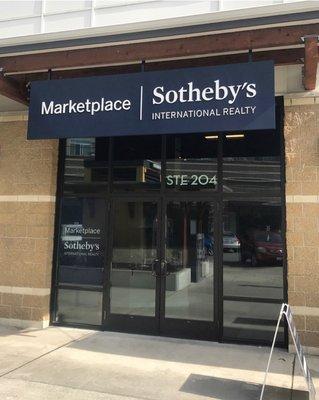 Marketplace
Sotheby's
INTERNATIONAL REALTY
STE 204
Marketplace
Sotheby's
INTERNATIONAL REALTY